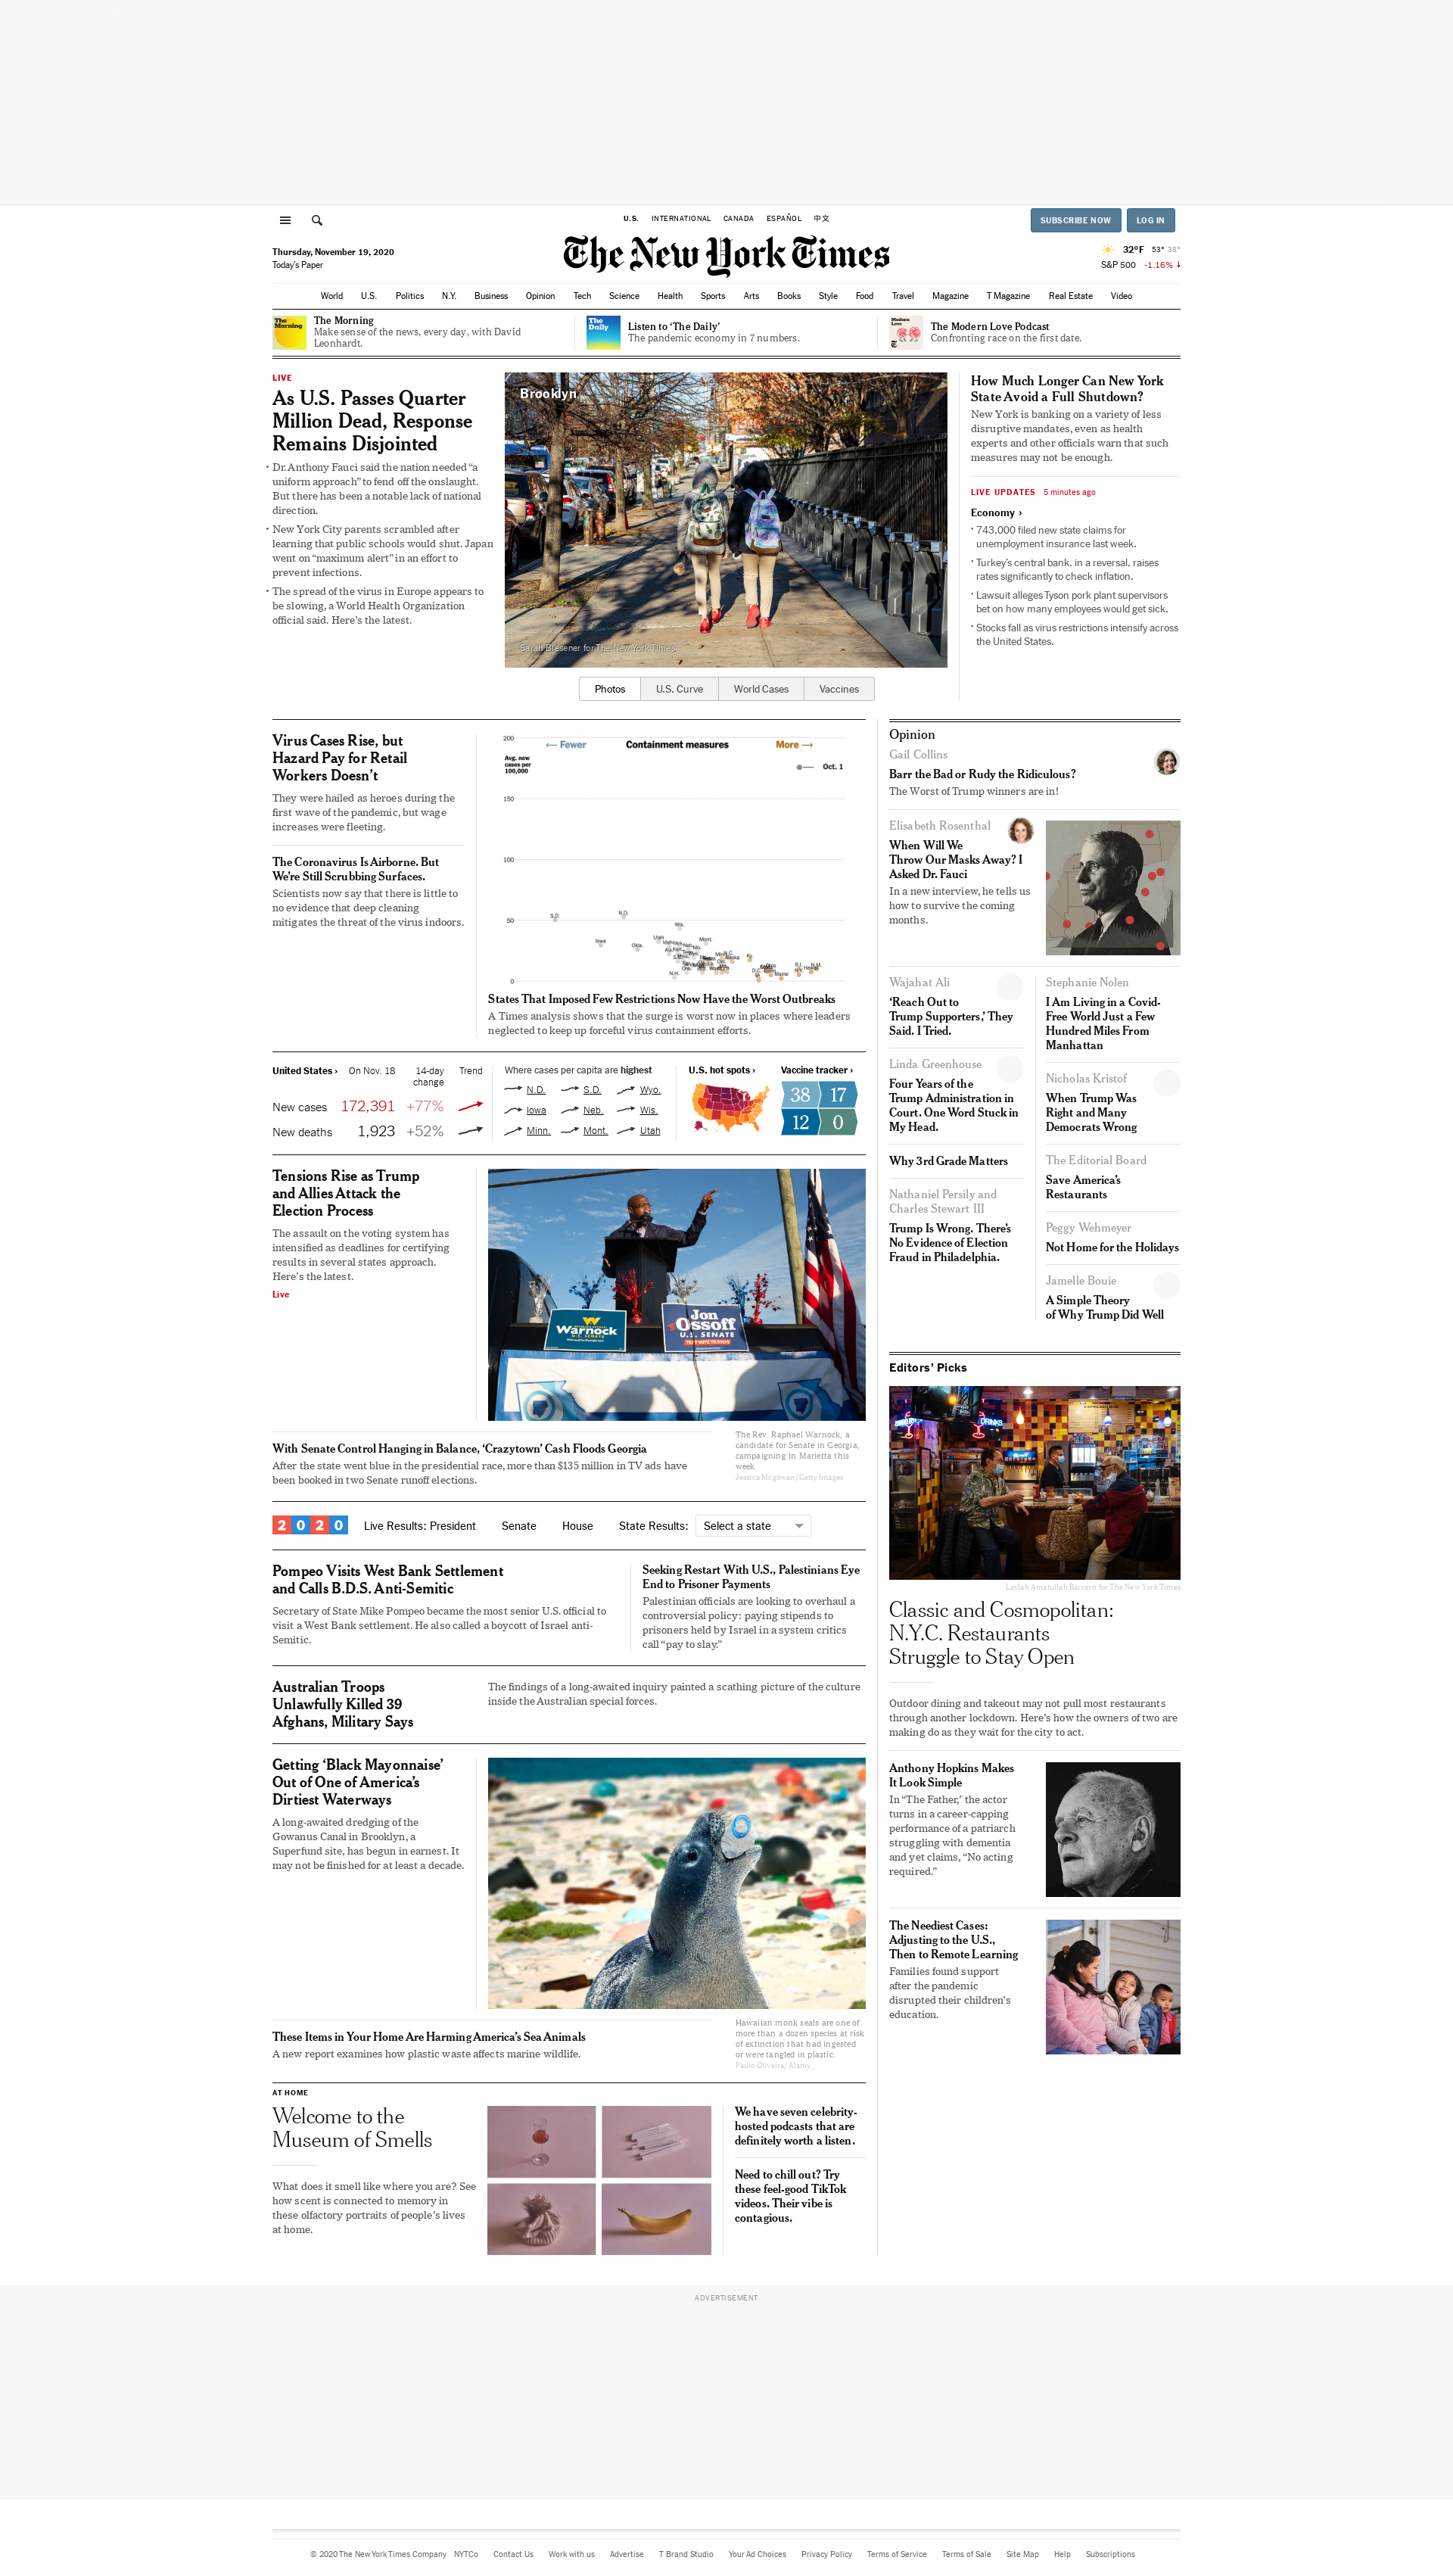 U.S. INTERNATIONAL CANADA ESPAÑOL 中文
SUBSCRIBE NOW LOG IN
Thursday, November 19, 2020
Today's Paper
The New York Times
32°F 53° 38°
S&P 500 -1.16% ↓
World U.S. Politics N.Y. Business Opinion Tech Science Health Sports Arts Books Style Food Travel Magazine T Magazine Real Estate Video
The Morning
The Morning
Make sense of the news, every day, with David
Leonhardt.
The Daily
Listen to ‘The Daily’
The pandemic economy in 7 numbers.
Modern Love
The Modern Love Podcast
Confronting race on the first date.
LIVE
As U.S. Passes Quarter
Million Dead, Response
Remains Disjointed
• Dr. Anthony Fauci said the nation needed “a
uniform approach” to fend off the onslaught.
But there has been a notable lack of national
direction.
• New York City parents scrambled after
learning that public schools would shut. Japan
went on “maximum alert” in an effort to
prevent infections.
• The spread of the virus in Europe appears to
be slowing, a World Health Organization
official said. Here’s the latest.
Brooklyn
Sarah Blesener for The New York Times
Photos U.S. Curve World Cases Vaccines
How Much Longer Can New York
State Avoid a Full Shutdown?
New York is banking on a variety of less
drastic mandates, even as health
experts and other officials warn that such
measures may not be enough.
LIVE UPDATES 5 minutes ago
Economy ›
• 743,000 filed new state claims for
unemployment insurance last week.
• Turkey’s central bank, in a reversal, raises
rates significantly to check inflation.
• Lawsuit alleges Tyson pork plant supervisors
bet on how many employees would get sick.
• Stocks fall as virus restrictions intensify across
the United States.
Virus Cases Rise, but
Hazard Pay for Retail
Workers Doesn’t
They were hailed as heroes during the
first wave of the pandemic, but wage
increases were fleeting.
The Coronavirus Is Airborne. But
We’re Still Scrubbing Surfaces.
Scientists now say that there is little to
no evidence that deep cleaning
mitigates the threat of the virus indoors.
200
← Fewer Containment measures More →
Avg. new
cases per
100,000
Oct. 1
150
100
50
S.D. N.D. Wis. Iowa Okla. Utah Mont. N.H. Maine R.I. N.M.
0
States That Imposed Few Restrictions Now Have the Worst Outbreaks
A Times analysis shows that the surge is worst now in places where leaders
neglected to keep up forceful virus containment efforts.
United States › On Nov. 18 14-day
change Trend
New cases 172,391 +77%
New deaths 1,923 +52%
Where cases per capita are highest
N.D. S.D. Wyo.
Iowa Neb. Wis.
Minn. Mont. Utah
U.S. hot spots ›
Vaccine tracker ›
38 17
12 0
Tensions Rise as Trump
and Allies Attack the
Election Process
The assault on the voting system has
intensified as deadlines for certifying
results in several states approach.
Here’s the latest.
Live
Warnock
Jon
Ossoff
U.S. SENATE
The Rev. Raphael Warnock, a
candidate for Senate in Georgia,
campaigning in Marietta this
week.
Jessica Mcgowan/Getty Images
With Senate Control Hanging in Balance, ‘Crazytown’ Cash Floods Georgia
After the state went blue in the presidential race, more than $135 million in TV ads have
been booked in two Senate runoff elections.
2020 Live Results: President Senate House State Results: Select a state
Pompeo Visits West Bank Settlement
and Calls B.D.S. Anti-Semitic
Secretary of State Mike Pompeo became the most senior U.S. official to
visit a West Bank settlement. He also called a boycott of Israel anti-
Semitic.
Seeking Restart With U.S., Palestinians Eye
End to Prisoner Payments
Palestinian officials are looking to overhaul a
controversial policy: paying stipends to
prisoners held by Israel in a system critics
call “pay to slay.”
Australian Troops
Unlawfully Killed 39
Afghans, Military Says
The findings of a long-awaited inquiry painted a scathing picture of the culture
inside the Australian special forces.
Getting ‘Black Mayonnaise’
Out of One of America’s
Dirtiest Waterways
A long-awaited dredging of the
Gowanus Canal in Brooklyn, a
Superfund site, has begun in earnest. It
may not be finished for at least a decade.
Hawaiian monk seals are one of
more than a dozen species at risk
of extinction that had ingested
or were tangled in plastic.
Paulo Oliveira/ Alamy
These Items in Your Home Are Harming America’s Sea Animals
A new report examines how plastic waste affects marine wildlife.
AT HOME
Welcome to the
Museum of Smells
What does it smell like where you are? See
how scent is connected to memory in
these olfactory portraits of people’s lives
at home.
We have seven celebrity-
hosted podcasts that are
definitely worth a listen.
Need to chill out? Try
these feel-good TikTok
videos. Their vibe is
contagious.
Opinion
Gail Collins
Barr the Bad or Rudy the Ridiculous?
The Worst of Trump winners are in!
Elisabeth Rosenthal
When Will We
Throw Our Masks Away? I
Asked Dr. Fauci
In a new interview, he tells us
how to survive the coming
months.
Wajahat Ali
‘Reach Out to
Trump Supporters,’ They
Said. I Tried.
Linda Greenhouse
Four Years of the
Trump Administration in
Court. One Word Stuck in
My Head.
Why 3rd Grade Matters
Nathaniel Persily and
Charles Stewart III
Trump Is Wrong. There’s
No Evidence of Election
Fraud in Philadelphia.
Stephanie Nolen
I Am Living in a Covid-
Free World Just a Few
Hundred Miles From
Manhattan
Nicholas Kristof
When Trump Was
Right and Many
Democrats Wrong
The Editorial Board
Save America’s
Restaurants
Peggy Wehmeyer
Not Home for the Holidays
Jamelle Bouie
A Simple Theory
of Why Trump Did Well
Editors’ Picks
DRINKS
Laylah Amatullah Barrayn for The New York Times
Classic and Cosmopolitan:
N.Y.C. Restaurants
Struggle to Stay Open
Outdoor dining and takeout may not pull most restaurants
through another lockdown. Here’s how the owners of two are
making do as they wait for the city to act.
Anthony Hopkins Makes
It Look Simple
In “The Father,” the actor
turns in a career-capping
performance of a patriarch
struggling with dementia
and yet claims, “No acting
required.”
The Neediest Cases:
Adjusting to the U.S.,
Then to Remote Learning
Families found support
after the pandemic
disrupted their children’s
education.
ADVERTISEMENT
© 2020 The New York Times Company NYTCo Contact Us Work with us Advertise T Brand Studio Your Ad Choices Privacy Policy Terms of Service Terms of Sale Site Map Help Subscriptions